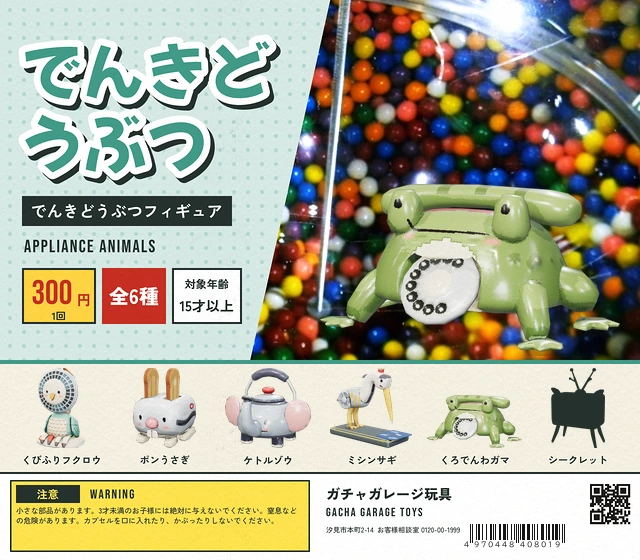 でんきど
うぶつ
でんきどうぶつフィギュア
APPLIANCE ANIMALS
300円
1回
全6種
対象年齢
15才以上
くびふりフクロウ
ポンうさぎ
ケトルゾウ
ミシンサギ
くろでんわガマ
シークレット
注意 WARNING
小さな部品があります。3才未満のお子様には絶対に与えないでください。窒息など
の危険があります。カプセルを口に入れたり、かぶったりしないでください。
ガチャガレージ玩具
GACHA GARAGE TOYS
汐見市本町2-14 お客様相談室 0120-00-1999
4 970448 408019